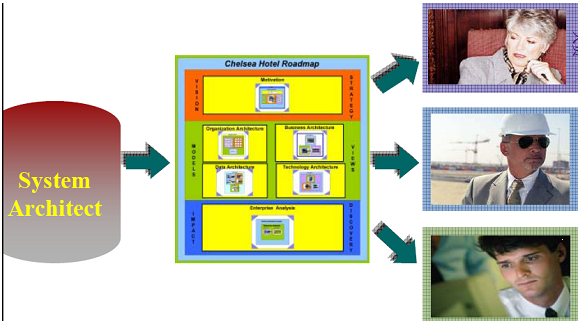 System
Architect
Chelsea Hotel Roadmap
VISION
Motivation
STRATEGY
MODELS
Organization Architecture
Business Architecture
VIEWS
Data Architecture
Technology Architecture
IMPACT
Enterprise Analysis
DISCOVERY